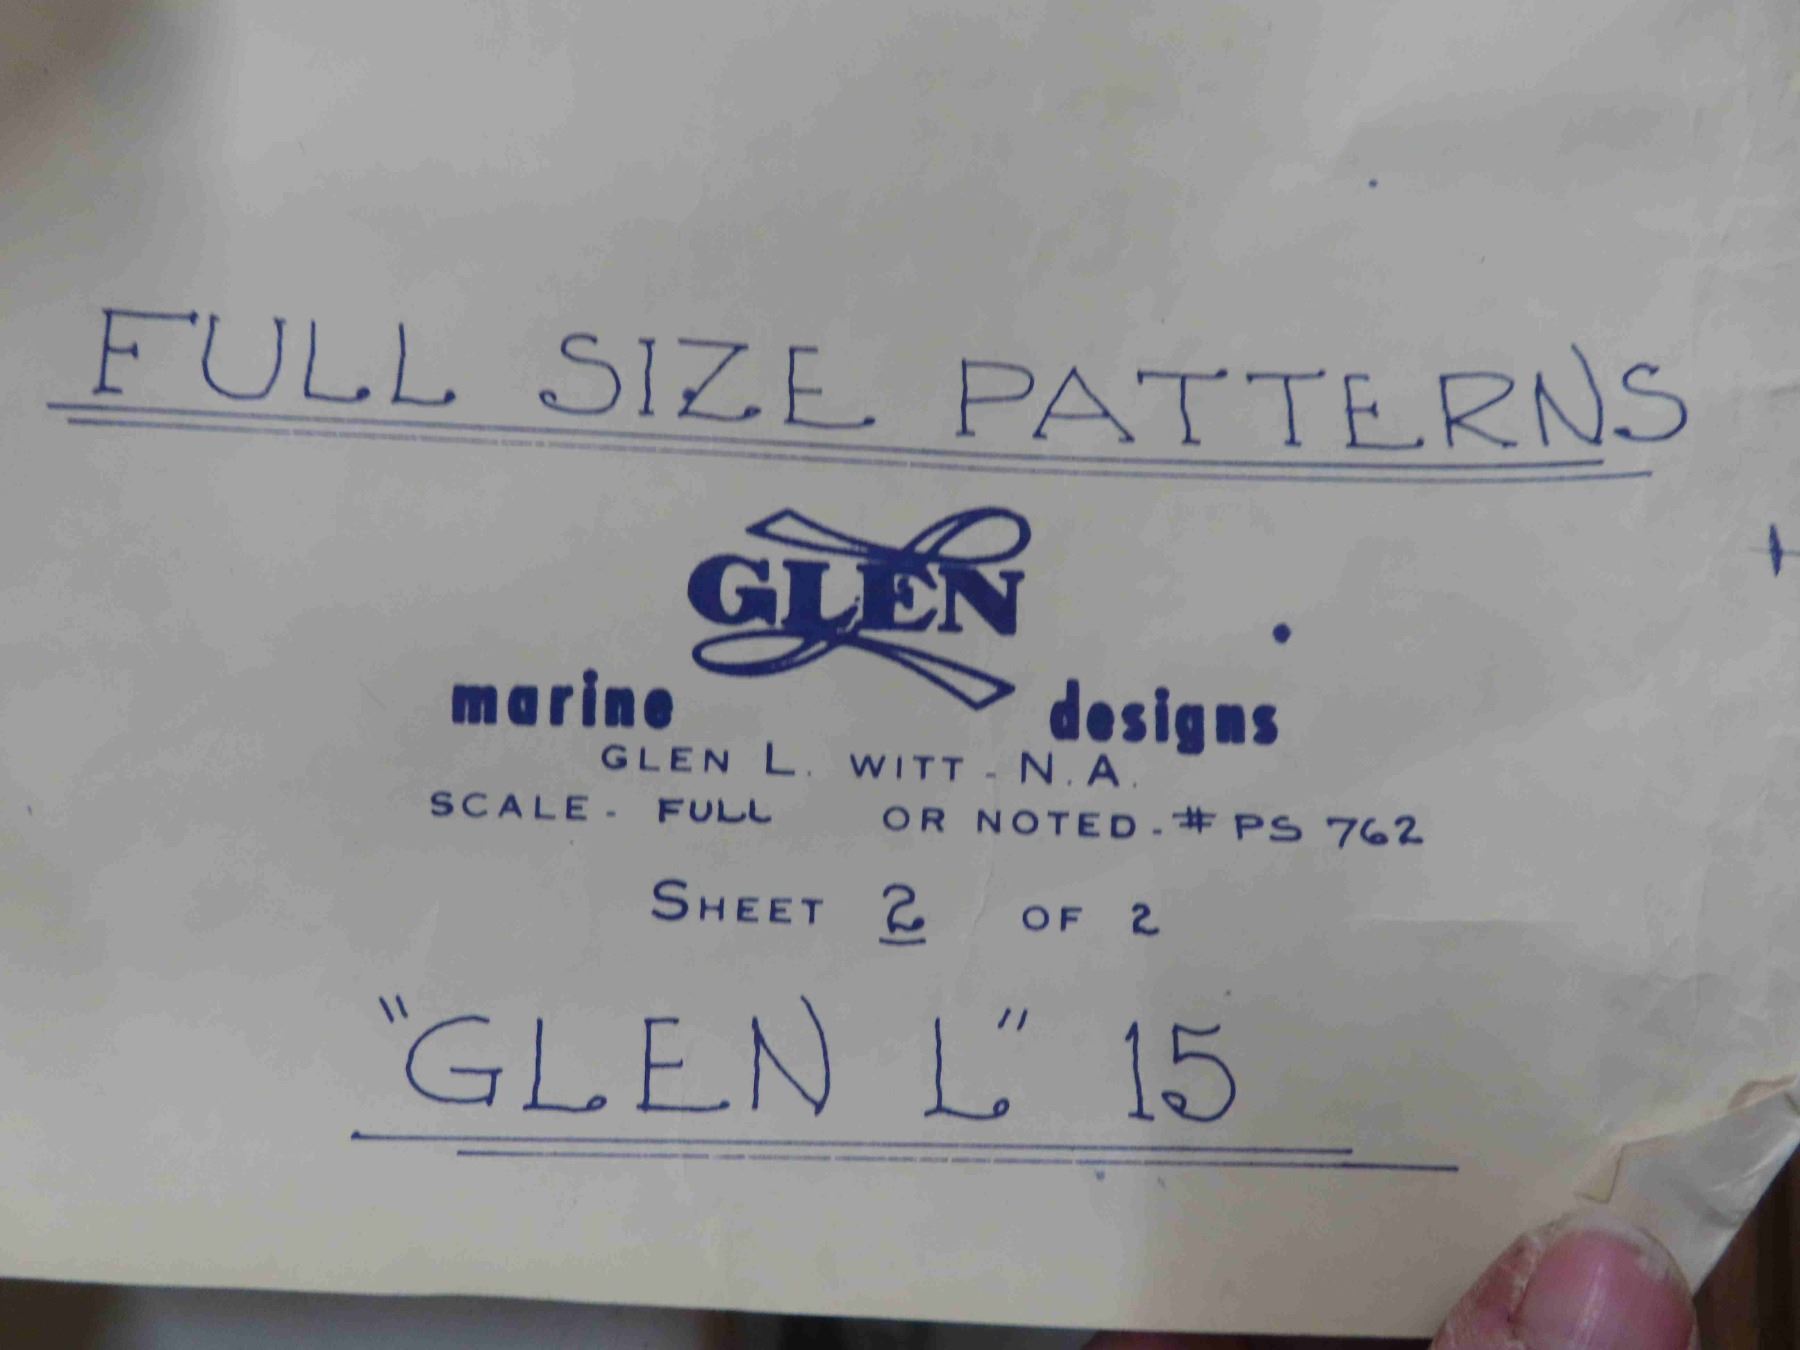 FULL SIZE PATTERNS
GLEN
marine designs
GLEN L. WITT - N.A.
SCALE - FULL OR NOTED - # PS 762
SHEET 2 OF 2
"GLEN L" 15